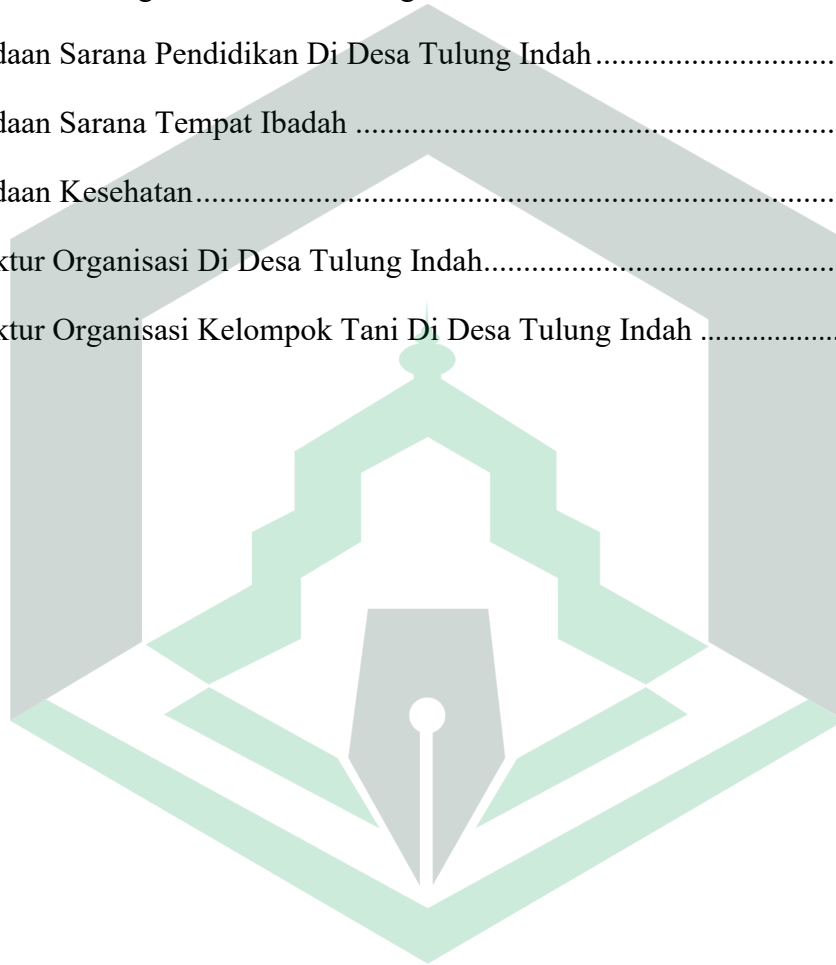 daan Sarana Pendidikan Di Desa Tulung Indah..............................
daan Sarana Tempat Ibadah ............................................................
daan Kesehatan................................................................................
ktur Organisasi Di Desa Tulung Indah............................................
ktur Organisasi Kelompok Tani Di Desa Tulung Indah .................